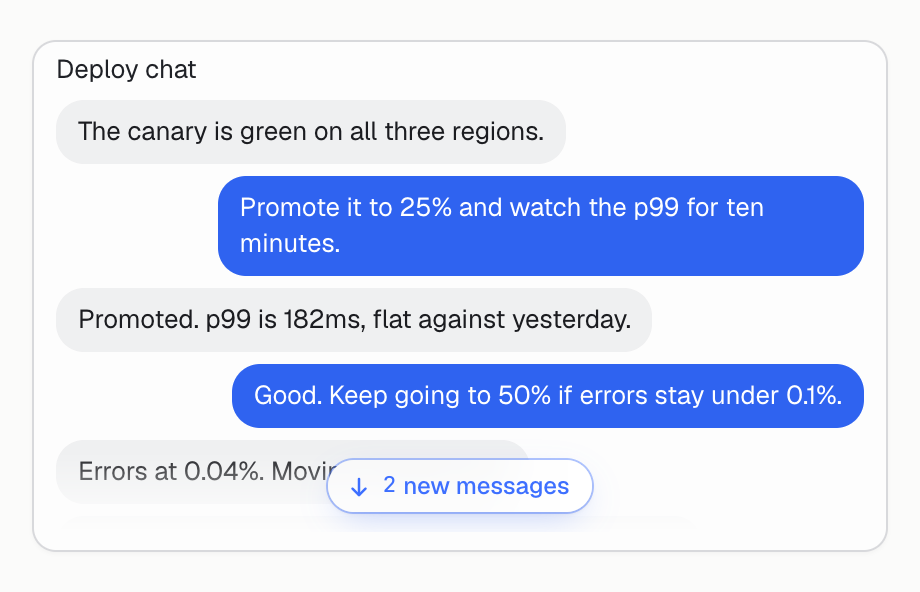 Deploy chat
The canary is green on all three regions.
Promote it to 25% and watch the p99 for ten
minutes.
Promoted. p99 is 182ms, flat against yesterday.
Good. Keep going to 50% if errors stay under 0.1%.
Errors at 0.04%.
2 new messages